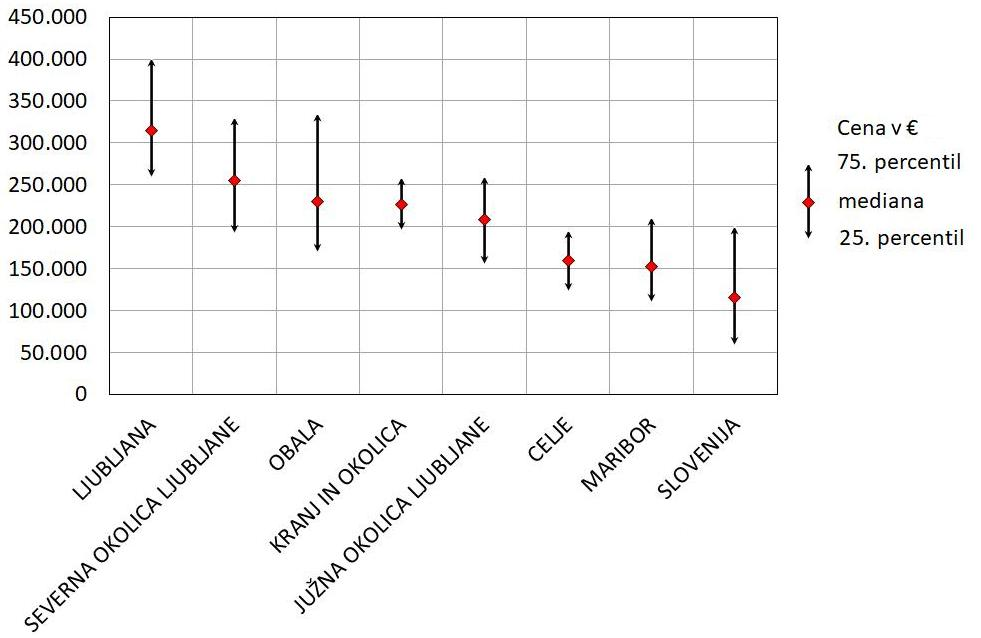 450.000
400.000
350.000
300.000
250.000
200.000
150.000
100.000
50.000
0
LJUBLJANA
SEVERNA OKOLICA LJUBLJANE
OBALA
KRANJ IN OKOLICA
JUŽNA OKOLICA LJUBLJANE
CELJE
MARIBOR
SLOVENIJA
Cena v €
75. percentil
mediana
25. percentil